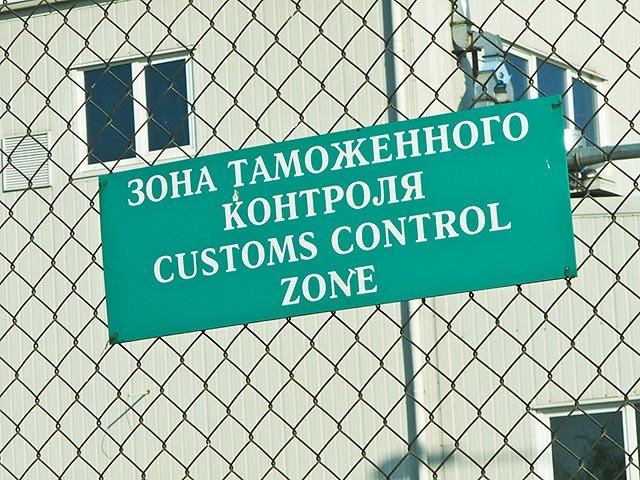 ЗОНА ТАМОЖЕННОГО
КОНТРОЛЯ
CUSTOMS CONTROL
ZONE